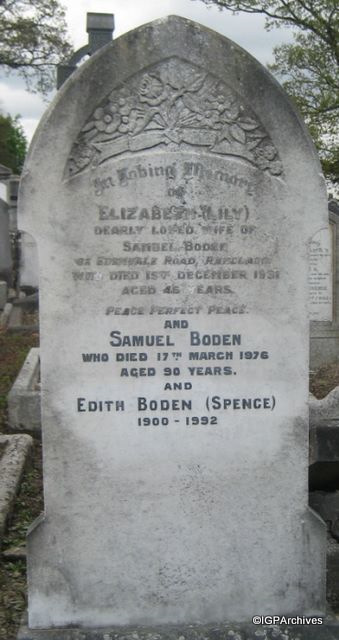 In Loving Memory
OF
ELIZABETH (LILY)
DEARLY LOVED WIFE OF
SAMUEL BODEN
ROAD,
WHO DIED 1ST DECEMBER 1931
AGED 46 YEARS.
PEACE PERFECT PEACE.
AND
SAMUEL BODEN
WHO DIED 17TH MARCH 1976
AGED 90 YEARS.
AND
EDITH BODEN (SPENCE)
1900 - 1992
©IGPArchives